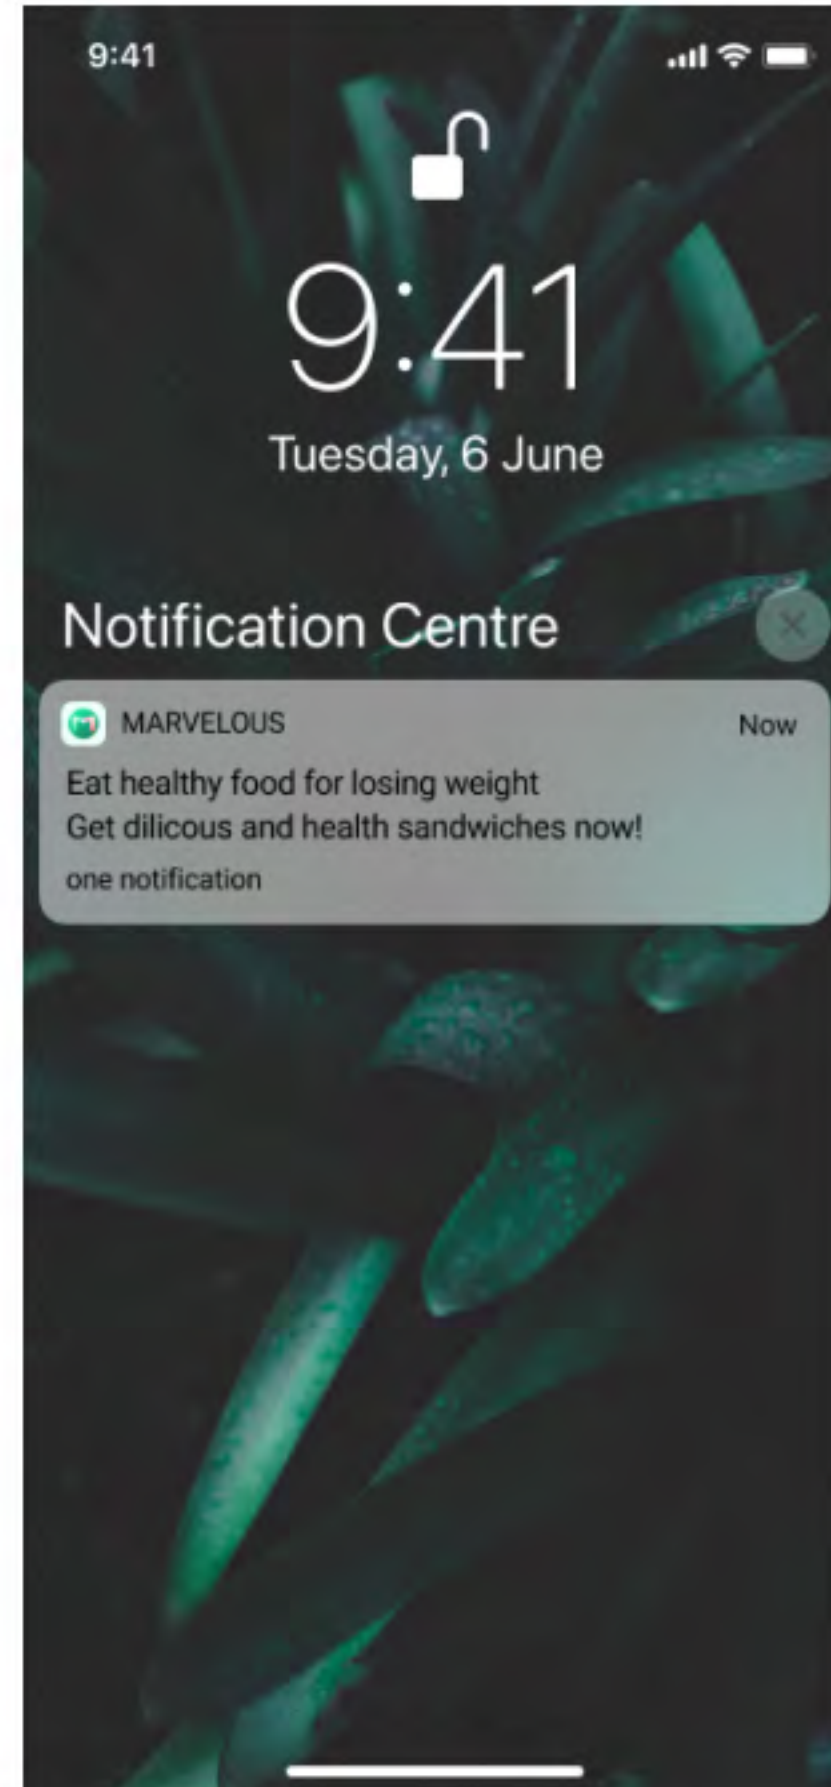 9:41
9:41
Tuesday, 6 June
Notification Centre
MARVELOUS Now
Eat healthy food for losing weight
Get dilicous and health sandwiches now!
one notification